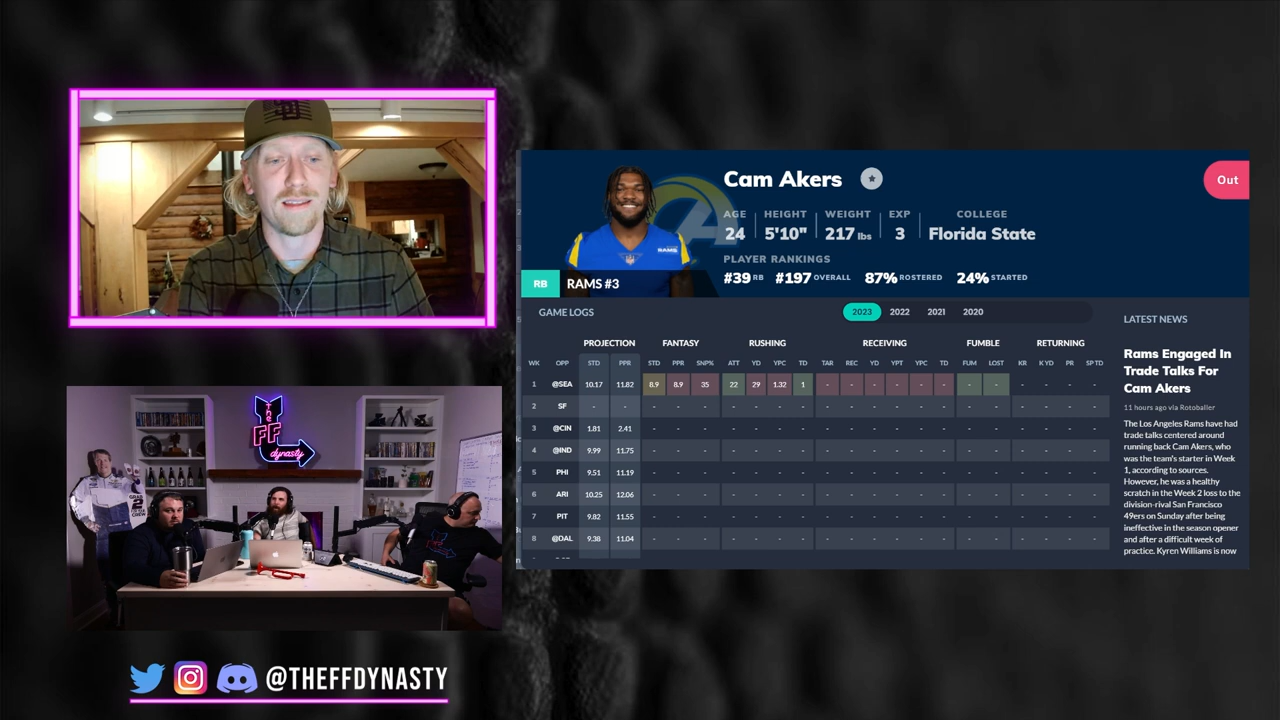 The
FF
dynasty
GRAB
2
@THEFFDYNASTY
Cam Akers
Out
AGE HEIGHT WEIGHT EXP COLLEGE
24 5'10" 217 lbs 3 Florida State
PLAYER RANKINGS
#39 RB #197 OVERALL 87% ROSTERED 24% STARTED
RAMS
RB RAMS #3
GAME LOGS 2023 2022 2021 2020
PROJECTION FANTASY RUSHING RECEIVING FUMBLE RETURNING
WK OPP STD PPR STD PPR SNP% ATT YD YPC TD TAR REC YD YPT YPC TD FUM LOST KR K YD PR SP TD
1 @SEA 10.17 11.82 8.9 8.9 35 22 29 1.32 1 - - - - - - - - - - - -
2 SF - - - - - - - - - - - - - - - - - - - - -
3 @CIN 1.81 2.41 - - - - - - - - - - - - - - - - - - -
4 @IND 9.99 11.75 - - - - - - - - - - - - - - - - - - -
5 PHI 9.51 11.19 - - - - - - - - - - - - - - - - - - -
6 ARI 10.25 12.06 - - - - - - - - - - - - - - - - - - -
7 PIT 9.82 11.55 - - - - - - - - - - - - - - - - - - -
8 @DAL 9.38 11.04 - - - - - - - - - - - - - - - - - - -
LATEST NEWS
Rams Engaged In
Trade Talks For
Cam Akers
11 hours ago via Rotoballer
The Los Angeles Rams have had
trade talks centered around
running back Cam Akers, who
was the team's starter in Week
1, according to sources.
However, he was a healthy
scratch in the Week 2 loss to the
division-rival San Francisco
49ers on Sunday after being
ineffective in the season opener
and after a difficult week of
practice. Kyren Williams is now